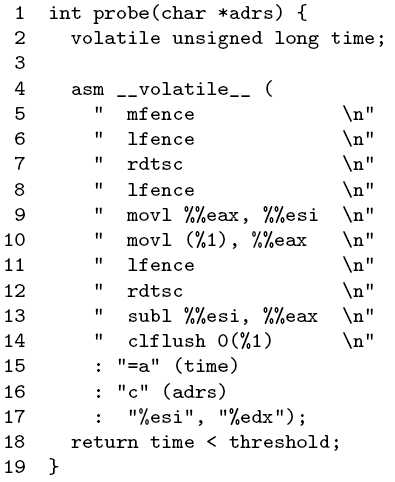 1 int probe(char *adrs) {
2   volatile unsigned long time;
3
4   asm __volatile__ (
5     "  mfence             \n"
6     "  lfence             \n"
7     "  rdtsc              \n"
8     "  lfence             \n"
9     "  movl %%eax, %%esi  \n"
10     "  movl (%1), %%eax   \n"
11     "  lfence             \n"
12     "  rdtsc              \n"
13     "  subl %%esi, %%eax  \n"
14     "  clflush 0(%1)      \n"
15     : "=a" (time)
16     : "c" (adrs)
17     :  "%esi", "%edx");
18   return time < threshold;
19 }